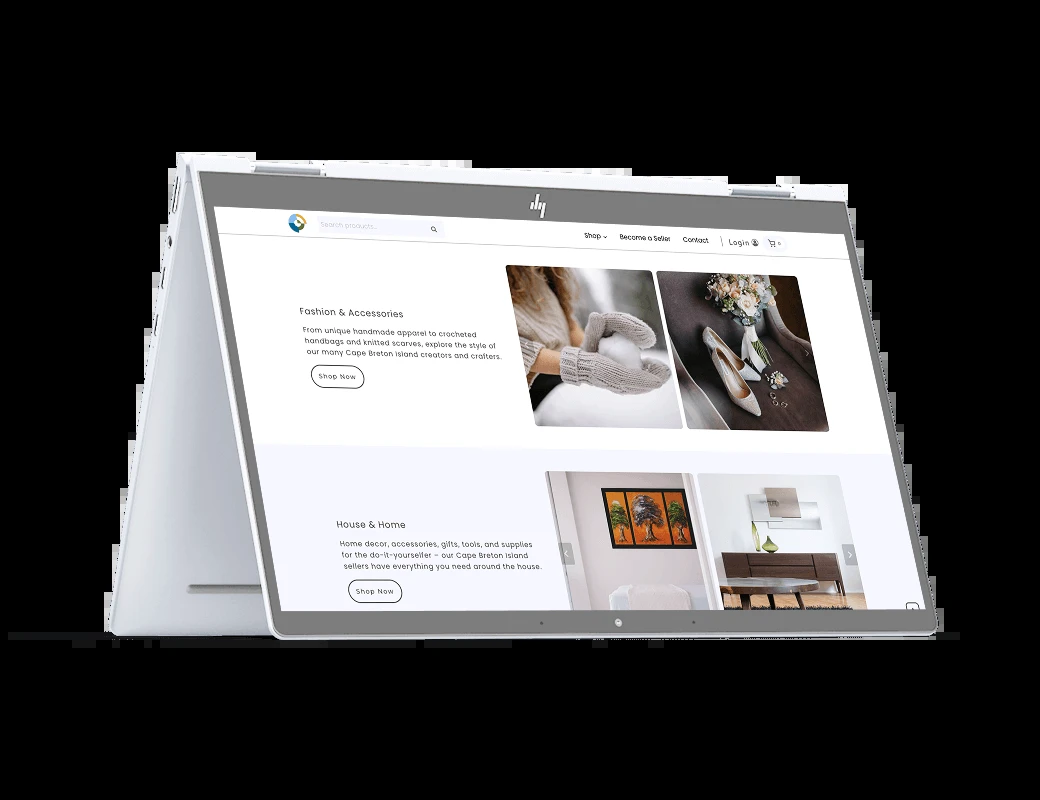 hp
Search products...
Shop
Become a Seller
Contact
Login
0
Fashion & Accessories
From unique handmade apparel to crocheted
handbags and knitted scarves, explore the style of
our many Cape Breton Island creators and crafters.
Shop Now
House & Home
Home decor, accessories, gifts, tools, and supplies
for the do-it-yourselfer – our Cape Breton Island
sellers have everything you need around the house.
Shop Now